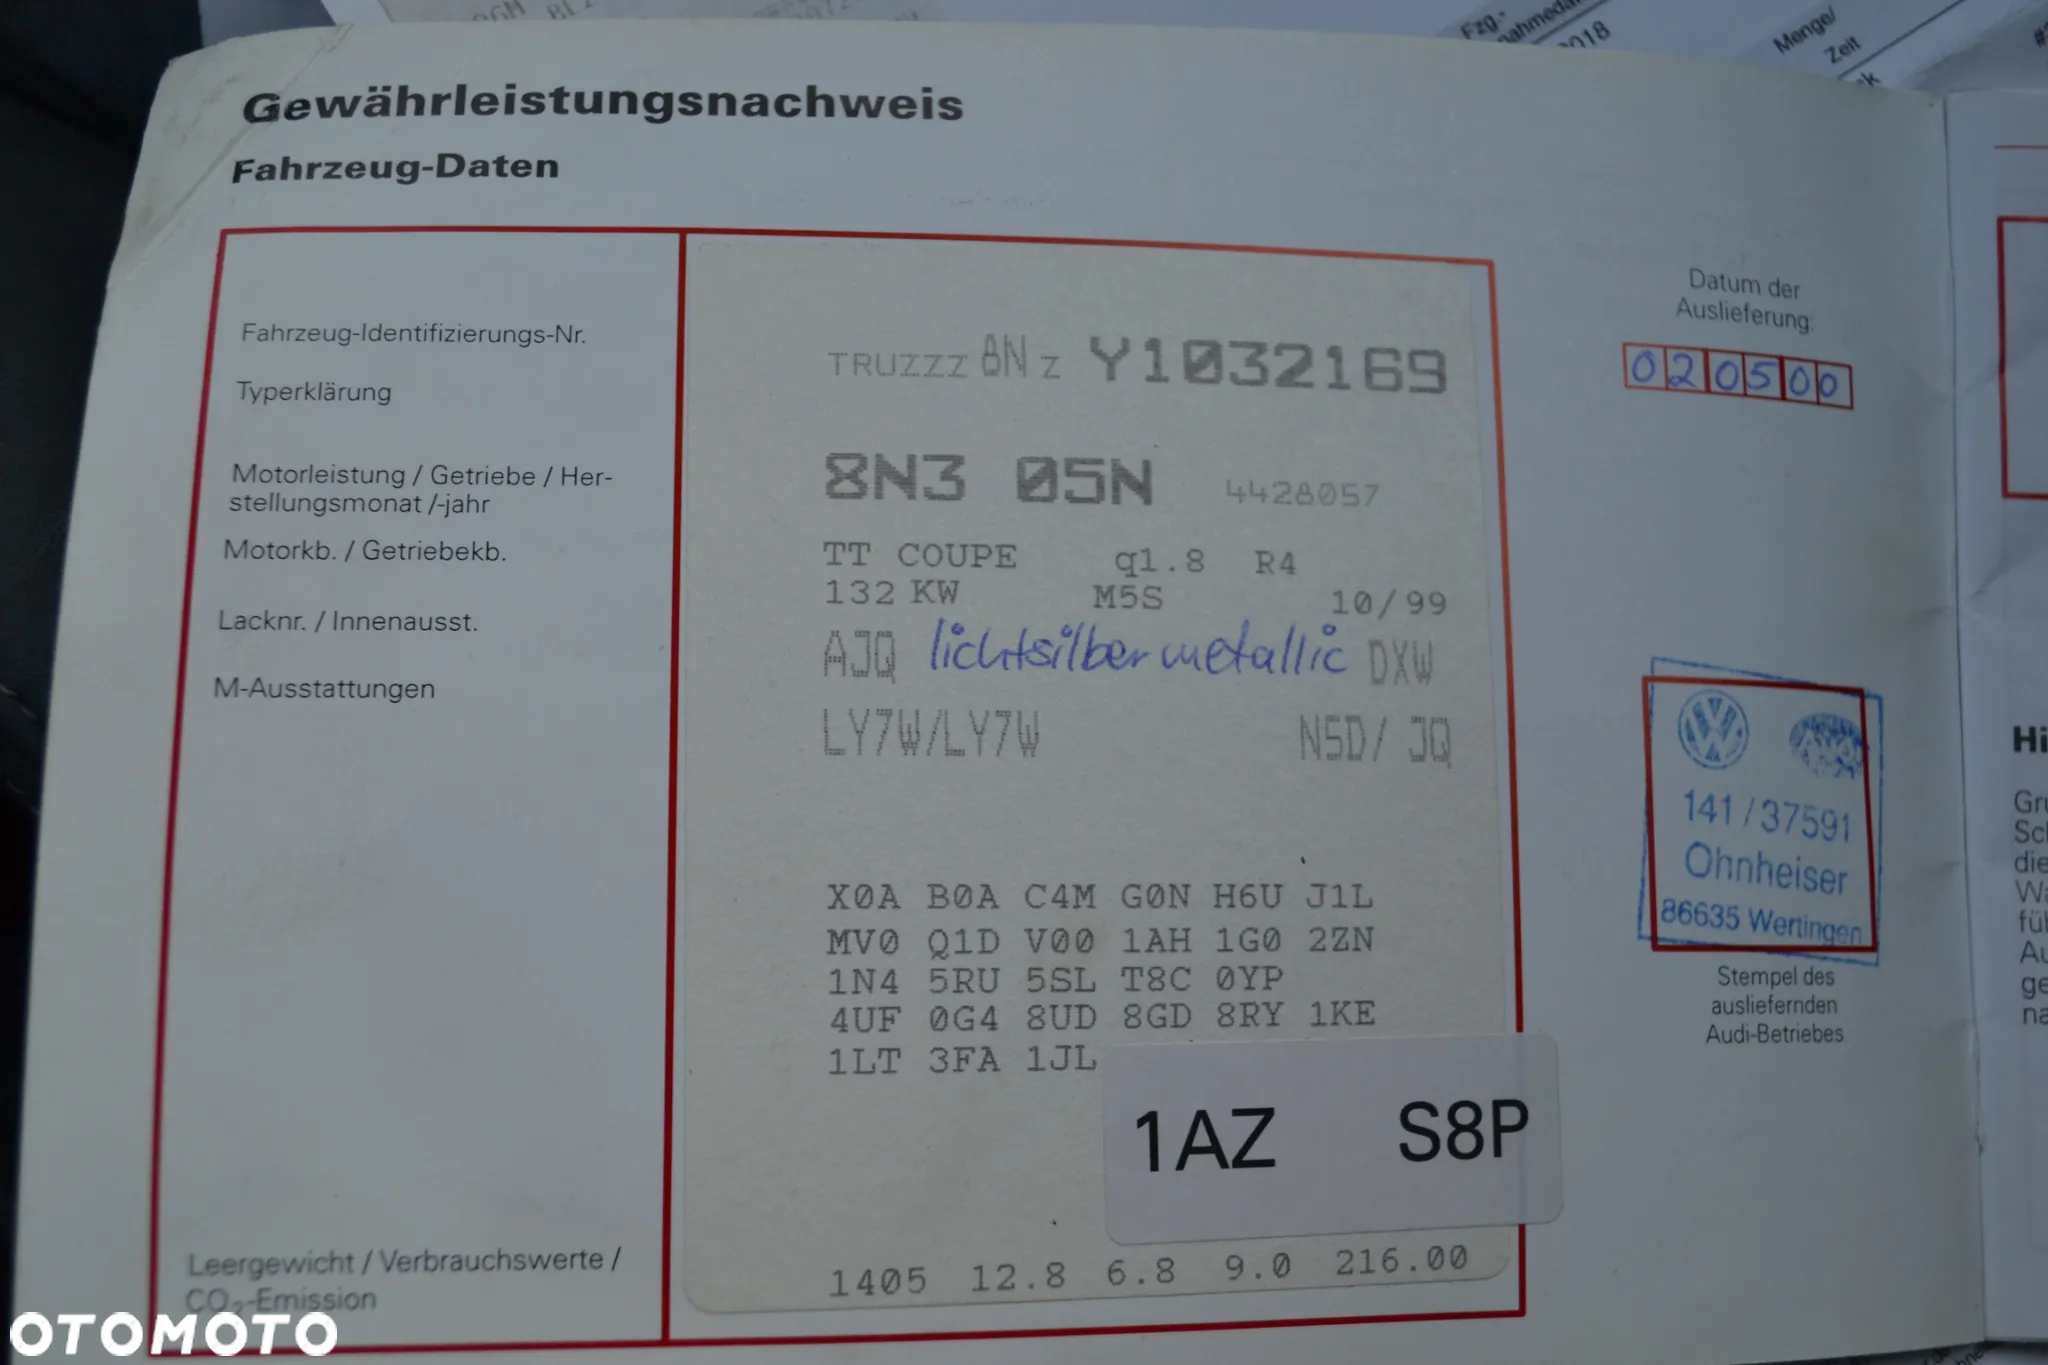 Fzg.-
2018
Menge/
Zeit
Gewährleistungsnachweis
Fahrzeug-Daten
Fahrzeug-Identifizierungs-Nr.
TRUZZZ 8N Z Y1032169
Typerklärung
8N3 05N 4428057
Motorleistung / Getriebe / Her-
stellungsmonat /-jahr
TT COUPE q1.8 R4
132 KW M5S 10/99
Motorkb. / Getriebekb.
AJQ lichtsilbermetallic DXW
Lacknr. / Innenausst.
LY7W/LY7W N5D/ JQ
M-Ausstattungen
X0A B0A C4M G0N H6U J1L
MV0 Q1D V00 1AH 1G0 2ZN
1N4 5RU 5SL T8C 0YP
4UF 0G4 8UD 8GD 8RY 1KE
1LT 3FA 1JL
1AZ S8P
Leergewicht / Verbrauchswerte /
CO2-Emission
1405 12.8 6.8 9.0 216.00
Datum der
Auslieferung:
020500
141 / 37591
Ohnheiser
86635 Wertingen
Stempel des
ausliefernden
Audi-Betriebes
OTOMOTO